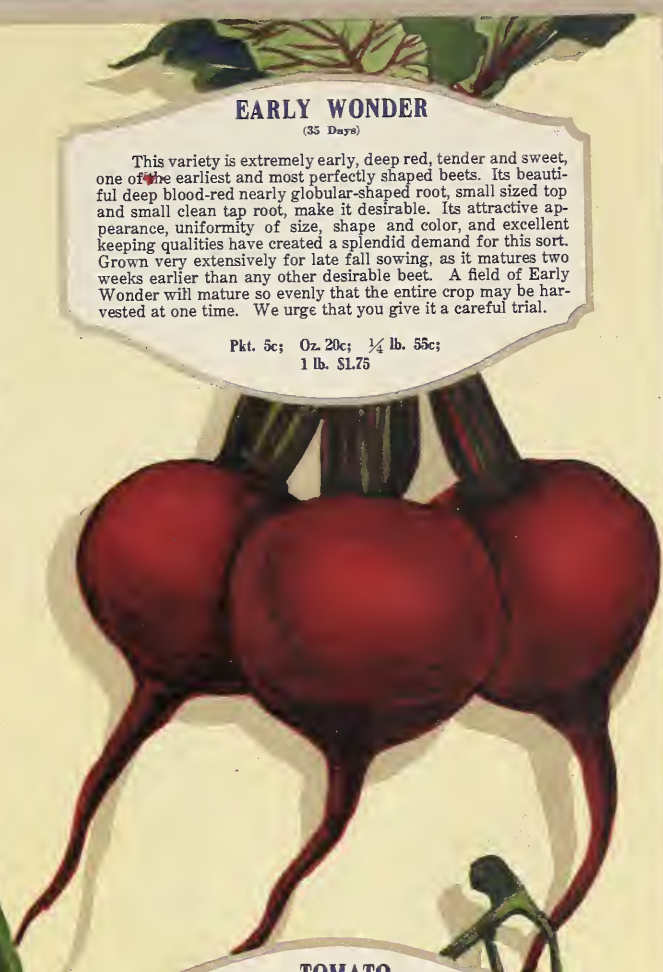 EARLY WONDER
(35 Days)
This variety is extremely early, deep red, tender and sweet,
one of the earliest and most perfectly shaped beets. Its beauti-
ful deep blood-red nearly globular-shaped root, small sized top
and small clean tap root, make it desirable. Its attractive ap-
pearance, uniformity of size, shape and color, and excellent
keeping qualities have created a splendid demand for this sort.
Grown very extensively for late fall sowing, as it matures two
weeks earlier than any other desirable beet. A field of Early
Wonder will mature so evenly that the entire crop may be har-
vested at one time. We urge that you give it a careful trial.
Pkt. 5c; Oz. 20c; ¼ lb. 55c;
1 lb. $1.75
TOMATO